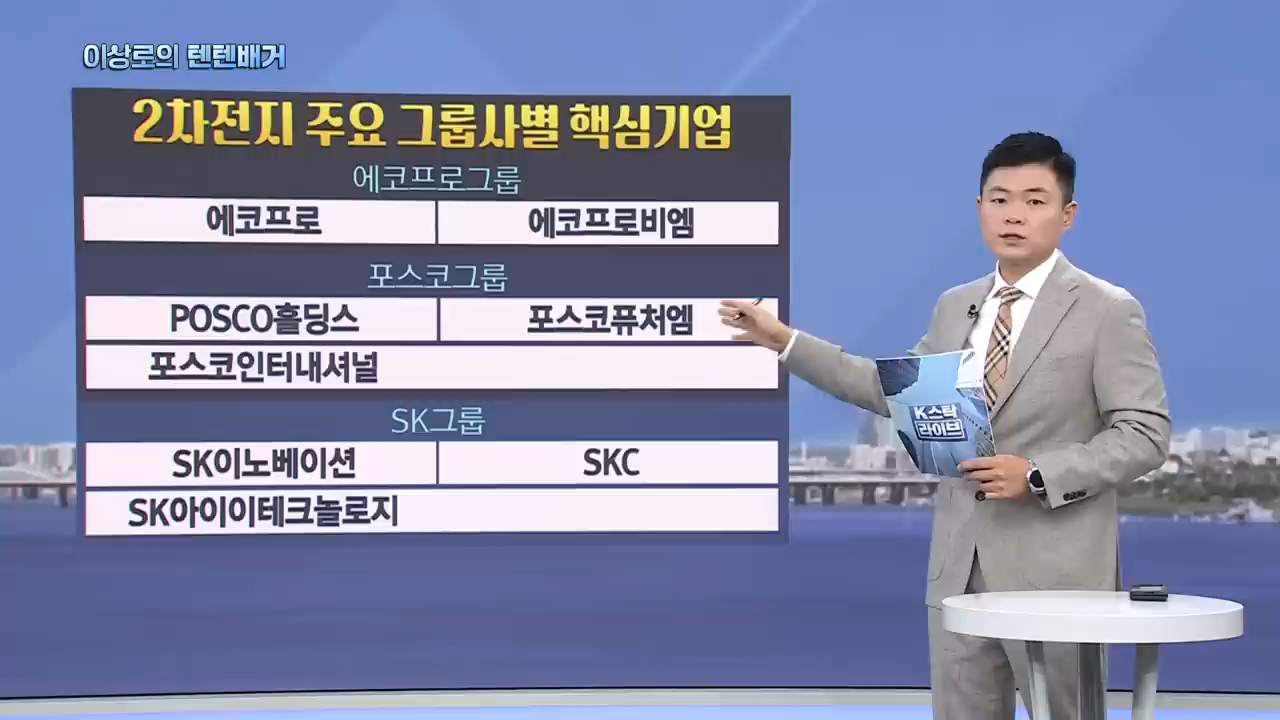 이상로의 텐텐배거
2차전지 주요 그룹사별 핵심기업
에코프로그룹
에코프로 에코프로비엠
포스코그룹
POSCO홀딩스 포스코퓨처엠
포스코인터내셔널
SK그룹
SK이노베이션 SKC
SK아이이테크놀로지
K스탁
라이브